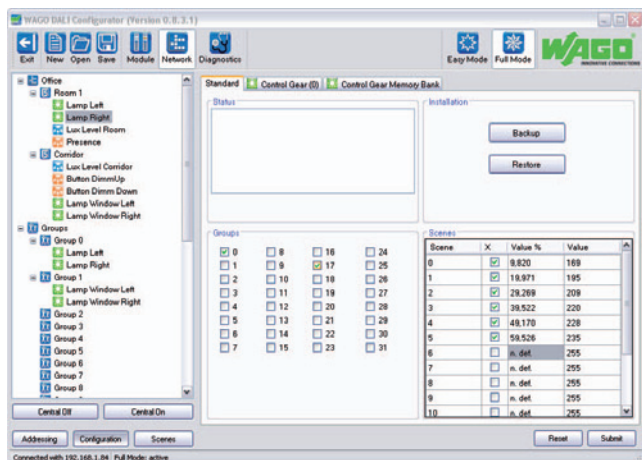 WAGO DALI Configurator (Version 0.8.3.1)
Exit New Open Save Module Network Diagnostics Easy Mode Full Mode WAGO
INNOVATIVE CONNECTIONS
Office
Room 1
Lamp Left
Lamp Right
Lux Level Room
Presence
Corridor
Lux Level Corridor
Button DimmUp
Button Dimm Down
Lamp Window Left
Lamp Window Right
Groups
Group 0
Lamp Left
Lamp Right
Group 1
Lamp Window Left
Lamp Window Right
Group 2
Group 3
Group 4
Group 5
Group 6
Group 7
Group 8
Central Off Central On
Addressing Configuration Scenes
Standard Control Gear (0) Control Gear Memory Bank
Status
Installation
Backup
Restore
Groups
0 8 16 24
1 9 17 25
2 10 18 26
3 11 19 27
4 12 20 28
5 13 21 29
6 14 22 30
7 15 23 31
Scenes
Scene X Value % Value
0 9,820 169
1 19,971 195
2 29,269 209
3 39,522 220
4 49,170 228
5 59,526 235
6 n. def. 255
7 n. def. 255
8 n. def. 255
9 n. def. 255
10 n. def. 255
Reset Submit
Connected with 192.168.1.84 Full Mode: active